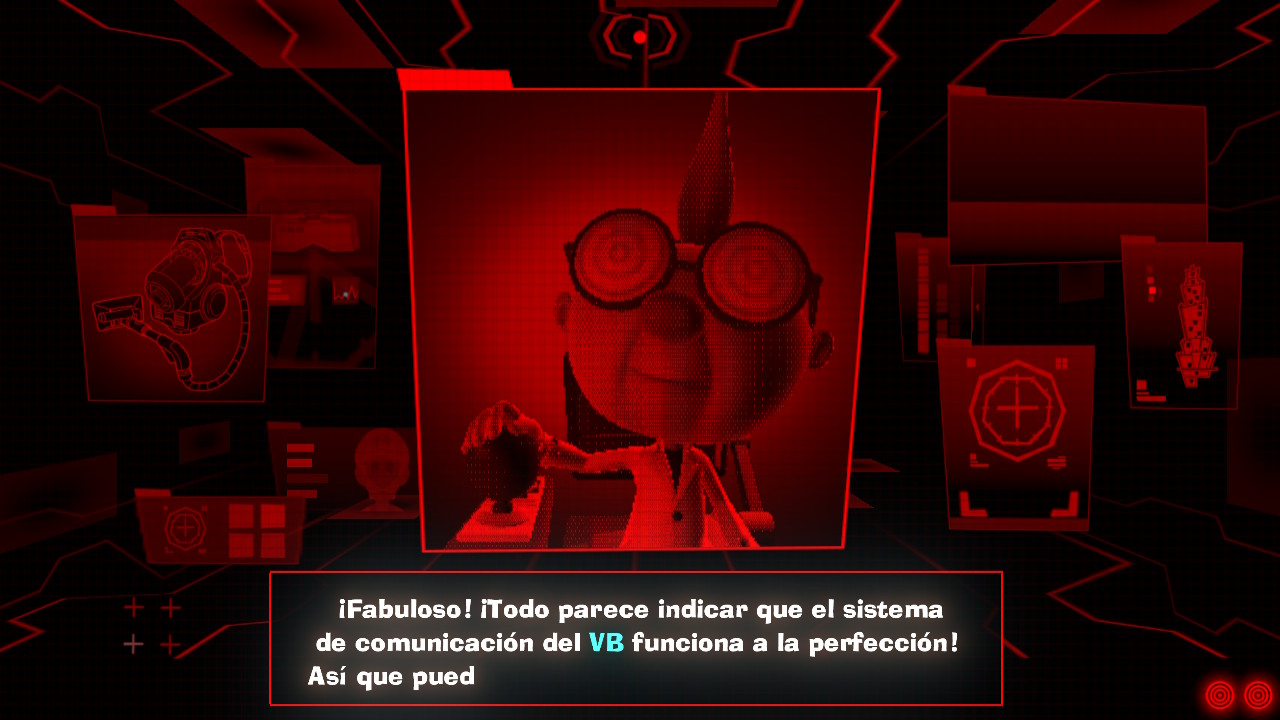 ¡Fabuloso! ¡Todo parece indicar que el sistema
de comunicación del VB funciona a la perfección!
Así que pued